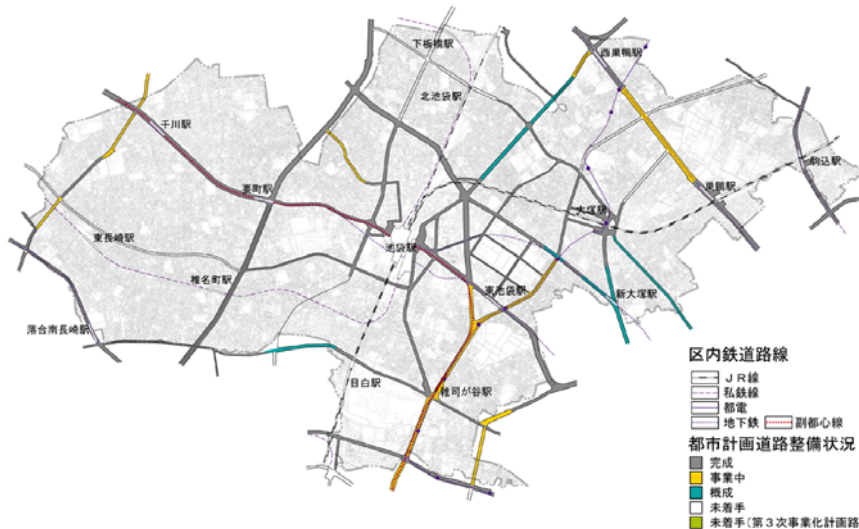 下板橋駅
西巣鴨駅
北池袋駅
千川駅
駒込駅
要町駅
巣鴨駅
大塚駅
東長崎駅
池袋駅
椎名町駅
東池袋駅
新大塚駅
落合南長崎駅
目白駅
雑司が谷駅
区内鉄道路線
JR線
私鉄線
都電
地下鉄 副都心線
都市計画道路整備状況
完成
事業中
概成
未着手
未着手(第3次事業化計画路